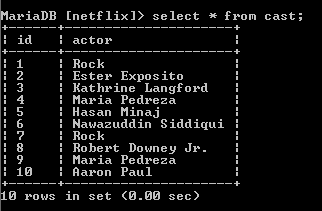 MariaDB [netflix]> select * from cast;
+------+--------------------+
| id   | actor              |
+------+--------------------+
| 1    | Rock               |
| 2    | Ester Exposito     |
| 3    | Kathrine Langford  |
| 4    | Maria Pedreza      |
| 5    | Hasan Minaj        |
| 6    | Nawazuddin Siddiqui |
| 7    | Rock               |
| 8    | Robert Downey Jr.  |
| 9    | Maria Pedreza      |
| 10   | Aaron Paul         |
+------+--------------------+
10 rows in set (0.00 sec)